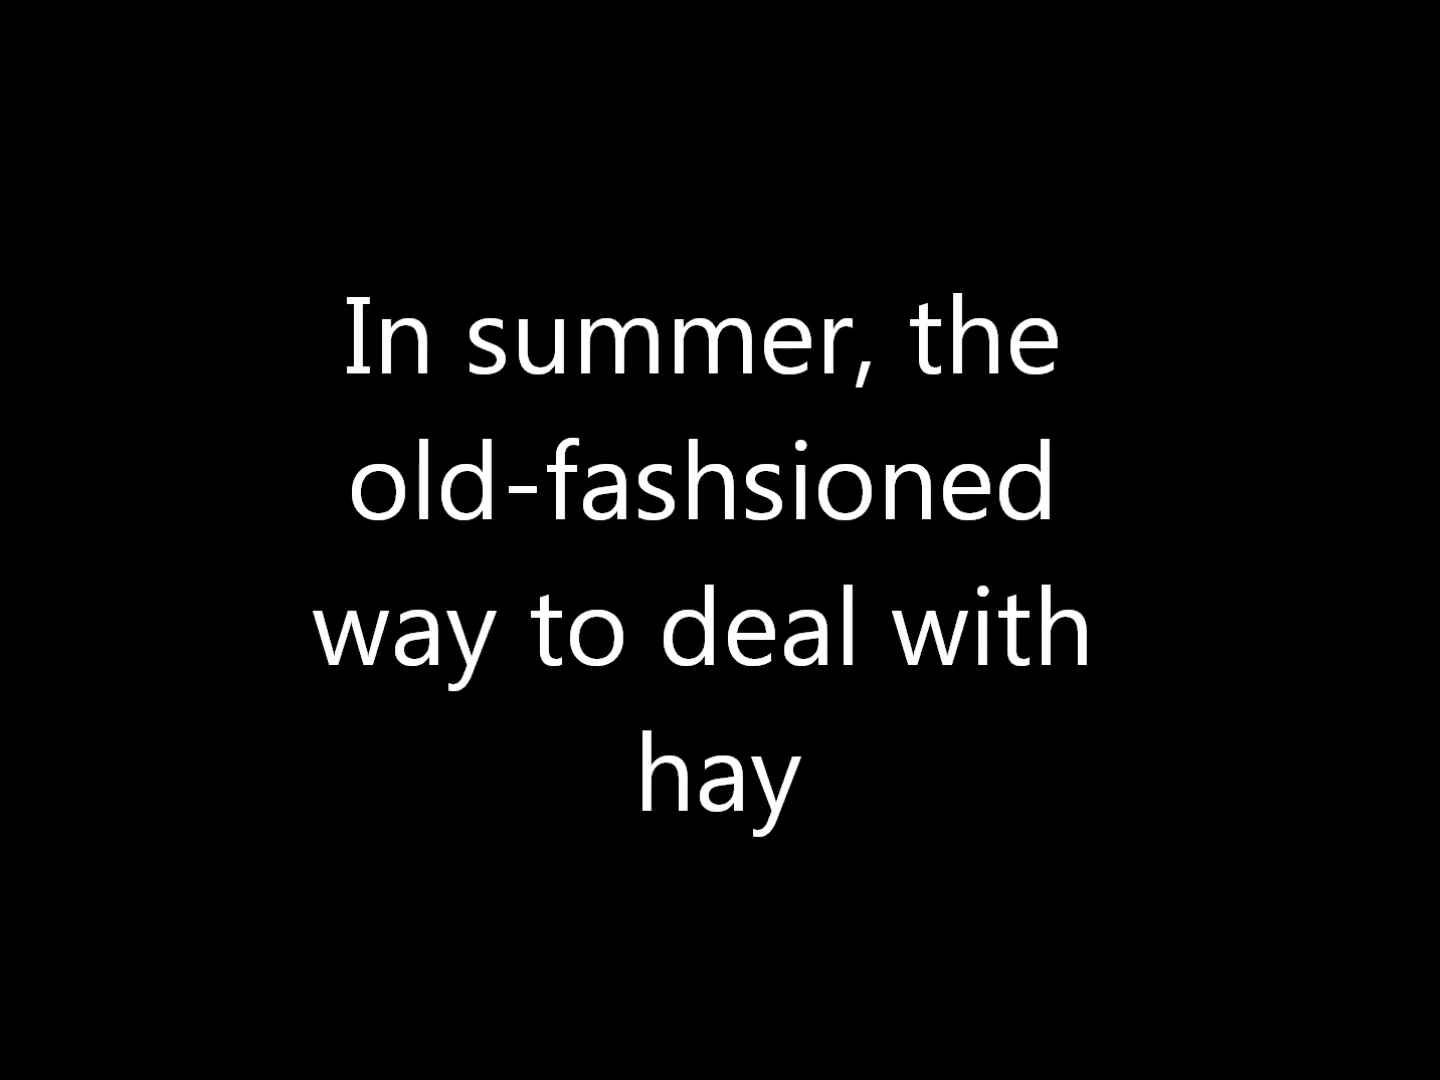 In summer, the
old-fashsioned
way to deal with
hay